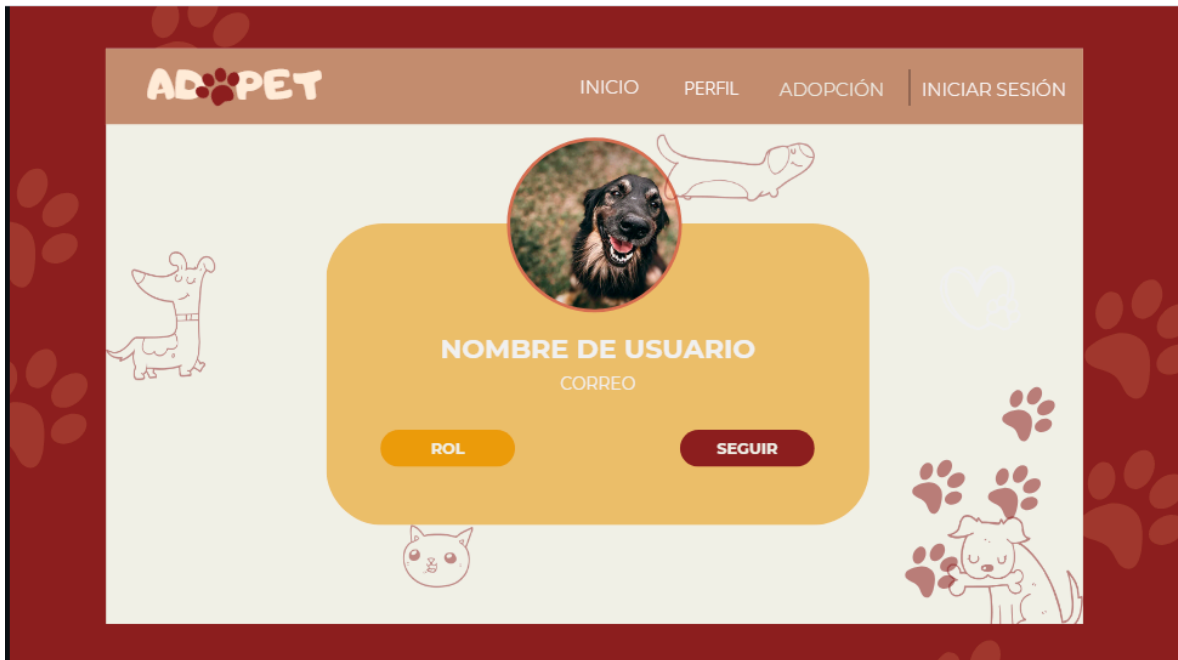 ADOPET
INICIO PERFIL ADOPCIÓN INICIAR SESIÓN
NOMBRE DE USUARIO
CORREO
ROL SEGUIR